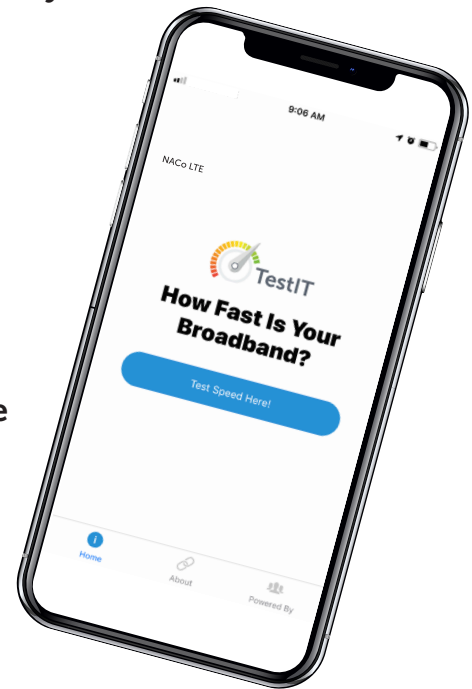 9:06 AM
NACo LTE
TestIT
How Fast Is Your
Broadband?
Test Speed Here!
e
Home
About
Powered By